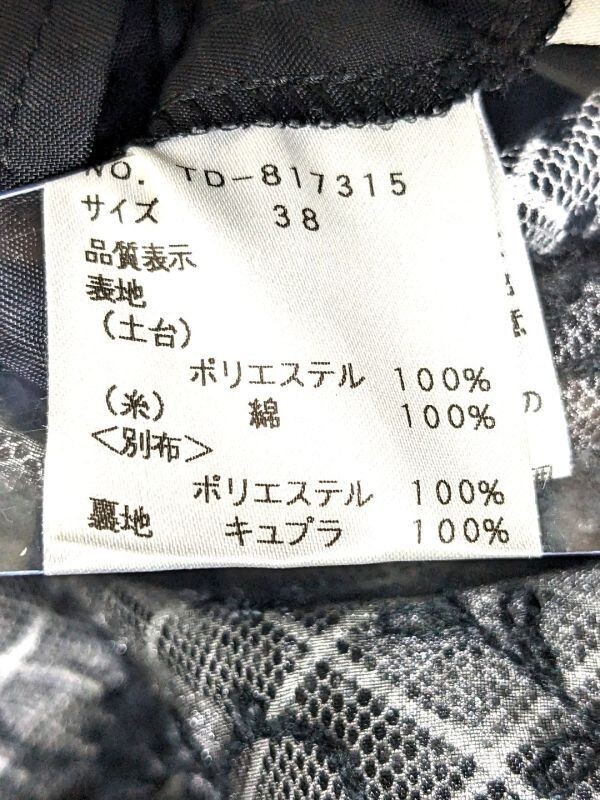 NO. TD-817315
サイズ 38
品質表示
表地
(土台)
ポリエステル 100%
(糸) 綿 100%
<別布>
ポリエステル 100%
裏地 キュプラ 100%
の